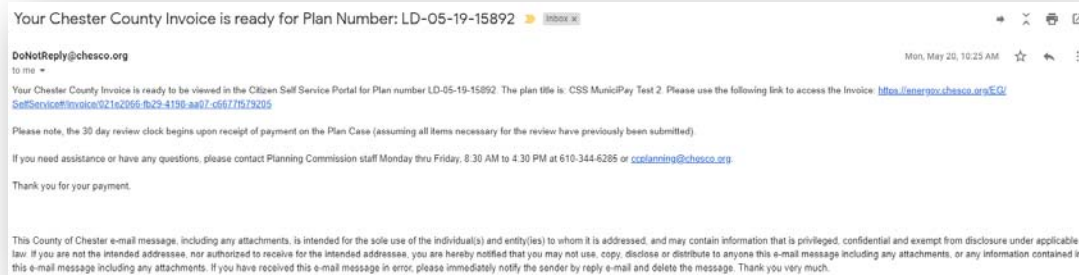 Your Chester County Invoice is ready for Plan Number: LD-05-19-15892 Inbox x
DoNotReply@chesco.org Mon, May 20, 10:25 AM
to me
Your Chester County Invoice is ready to be viewed in the Citizen Self Service Portal for Plan number LD-05-19-15892. The plan title is: CSS MuniciPay Test 2. Please use the following link to access the Invoice: https://energov.chesco.org/EG/
SelfService#/invoice/021e2066-fb29-4198-aa07-c6677f579205
Please note, the 30 day review clock begins upon receipt of payment on the Plan Case (assuming all items necessary for the review have previously been submitted).
If you need assistance or have any questions, please contact Planning Commission staff Monday thru Friday, 8:30 AM to 4:30 PM at 610-344-6285 or ccplanning@chesco.org.
Thank you for your payment.
This County of Chester e-mail message, including any attachments, is intended for the sole use of the individual(s) and entity(ies) to whom it is addressed, and may contain information that is privileged, confidential and exempt from disclosure under applicable
law. If you are not the intended addressee, nor authorized to receive for the intended addressee, you are hereby notified that you may not use, copy, disclose or distribute to anyone this e-mail message including any attachments, or any information contained in
this e-mail message including any attachments. If you have received this e-mail message in error, please immediately notify the sender by reply e-mail and delete the message. Thank you very much.